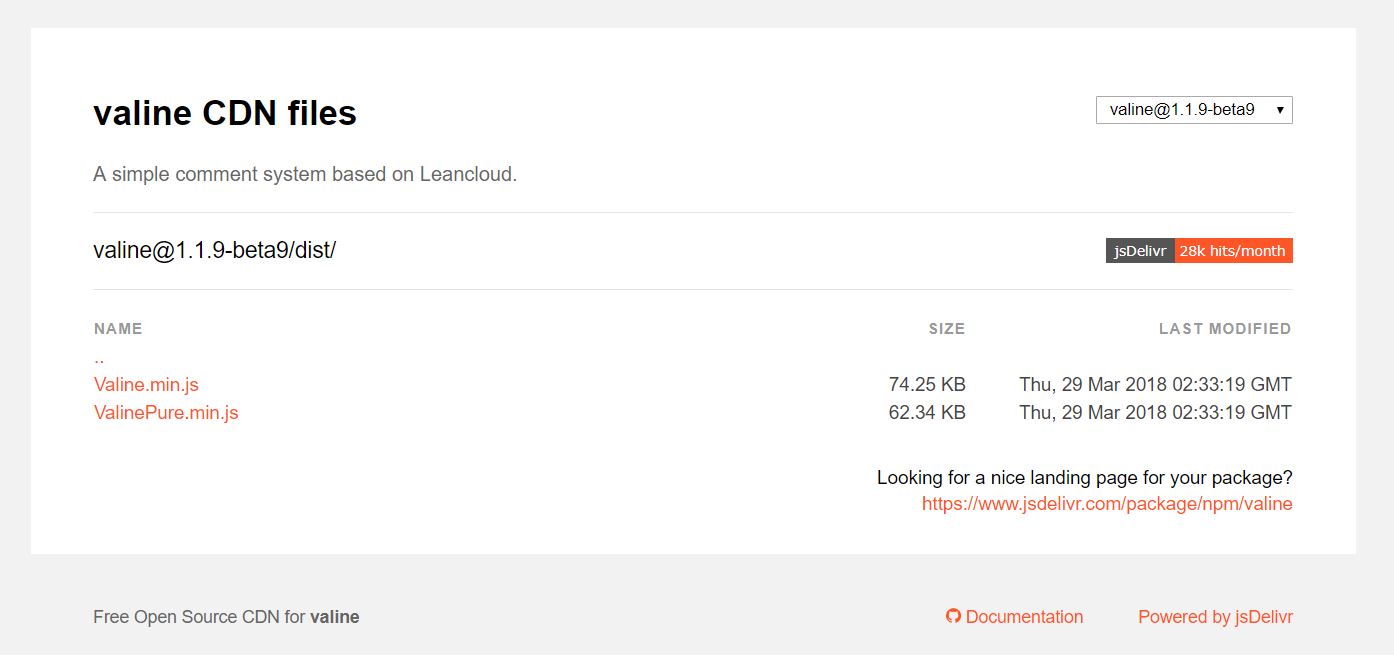 valine CDN files
valine@1.1.9-beta9 ▼
A simple comment system based on Leancloud.
valine@1.1.9-beta9/dist/
jsDelivr 28k hits/month
NAME SIZE LAST MODIFIED
..
Valine.min.js 74.25 KB Thu, 29 Mar 2018 02:33:19 GMT
ValinePure.min.js 62.34 KB Thu, 29 Mar 2018 02:33:19 GMT
Looking for a nice landing page for your package?
https://www.jsdelivr.com/package/npm/valine
Free Open Source CDN for valine
Documentation
Powered by jsDelivr